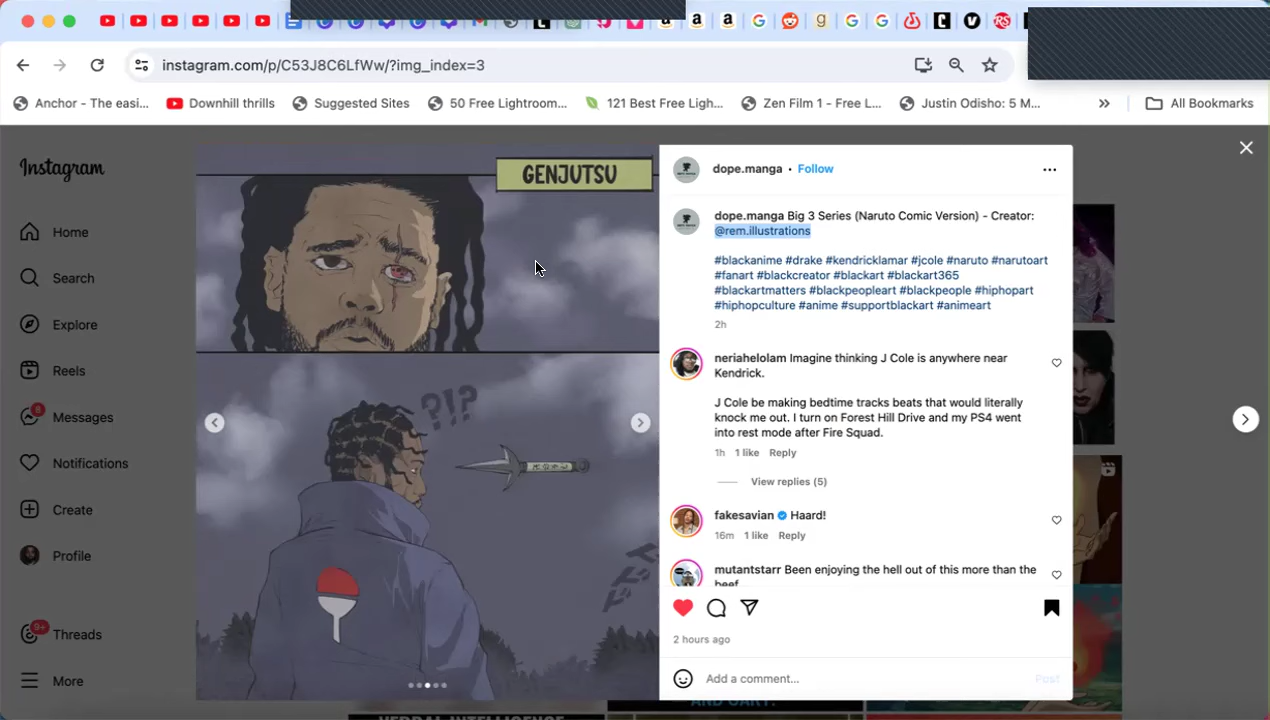 instagram.com/p/C53J8C6LfWw/?img_index=3
Anchor - The easi...
Downhill thrills
Suggested Sites
50 Free Lightroom...
121 Best Free Ligh...
Zen Film 1 - Free L...
Justin Odisho: 5 M...
All Bookmarks
Instagram
Home
Search
Explore
Reels
8
Messages
Notifications
Create
Profile
9+
Threads
More
GENJUTSU
?!?
dope.manga • Follow
dope.manga Big 3 Series (Naruto Comic Version) - Creator:
@rem.illustrations
#blackanime #drake #kendricklamar #jcole #naruto #narutoart
#fanart #blackcreator #blackart #blackart365
#blackartmatters #blackpeopleart #blackpeople #hiphopart
#hiphopculture #anime #supportblackart #animeart
2h
neriahelolam Imagine thinking J Cole is anywhere near
Kendrick.
J Cole be making bedtime tracks beats that would literally
knock me out. I turn on Forest Hill Drive and my PS4 went
into rest mode after Fire Squad.
1h 1 like Reply
View replies (5)
fakesavian Haard!
16m 1 like Reply
mutantstarr Been enjoying the hell out of this more than the
beef
2 hours ago
Add a comment...
Post
VERBAL INTELLIGENCE